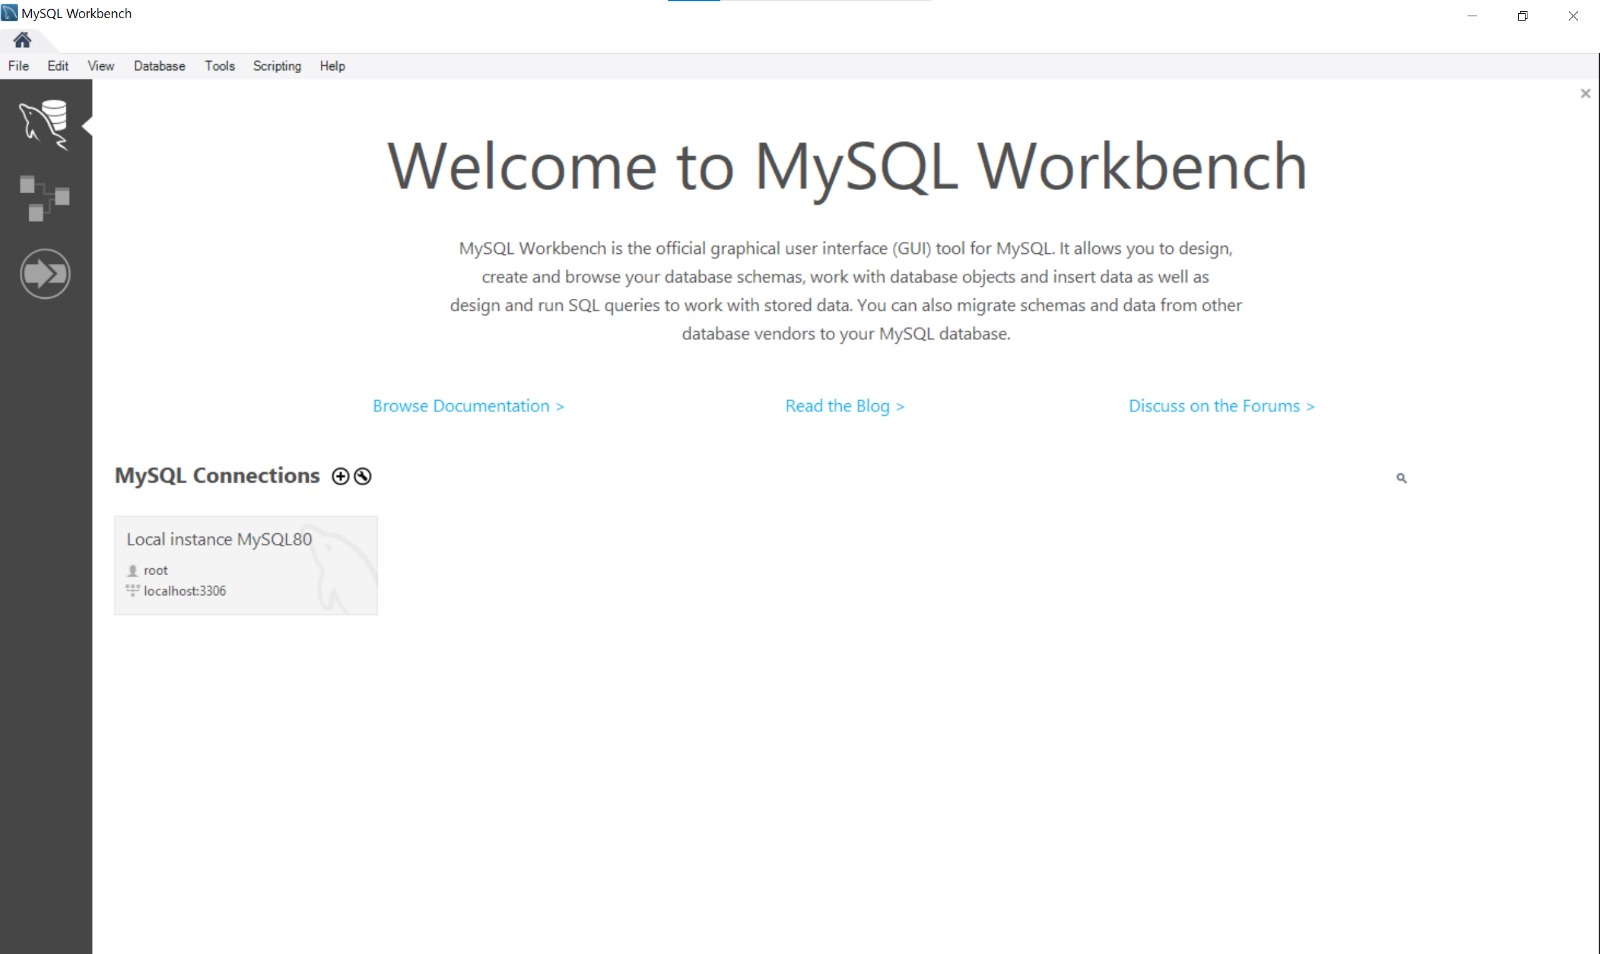 MySQL Workbench
File Edit View Database Tools Scripting Help
Welcome to MySQL Workbench
MySQL Workbench is the official graphical user interface (GUI) tool for MySQL. It allows you to design,
create and browse your database schemas, work with database objects and insert data as well as
design and run SQL queries to work with stored data. You can also migrate schemas and data from other
database vendors to your MySQL database.
Browse Documentation > Read the Blog > Discuss on the Forums >
MySQL Connections
Local instance MySQL80
root
localhost:3306